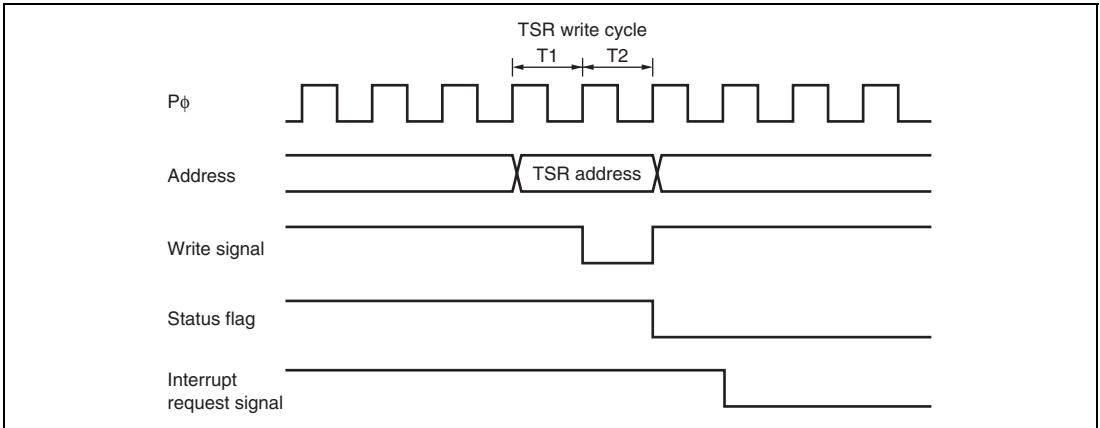 TSR write cycle
T1 T2
Pϕ
Address
TSR address
Write signal
Status flag
Interrupt
request signal